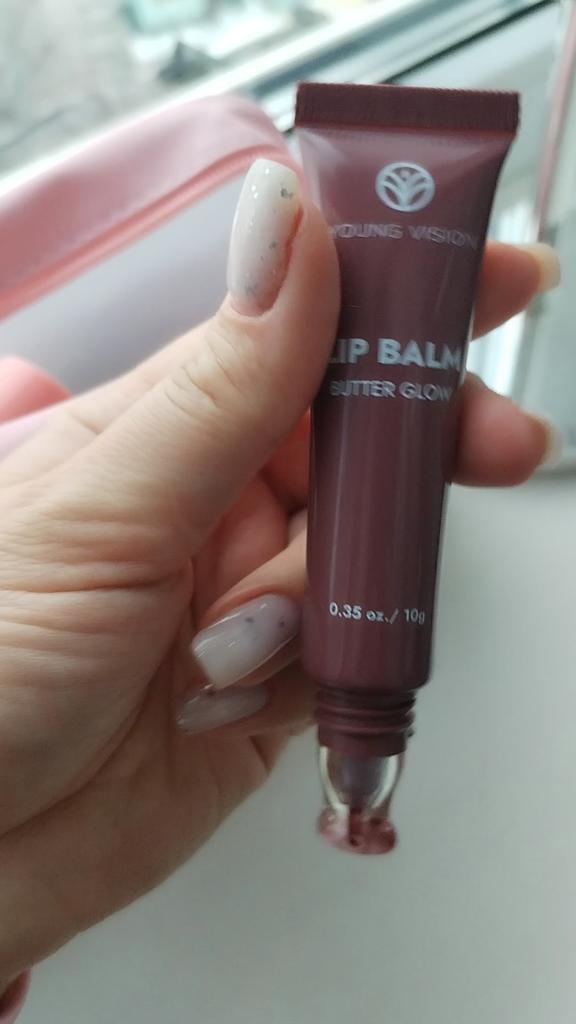 YOUNG VISION
LIP BALM
BUTTER GLOW
0.35 oz./ 10g